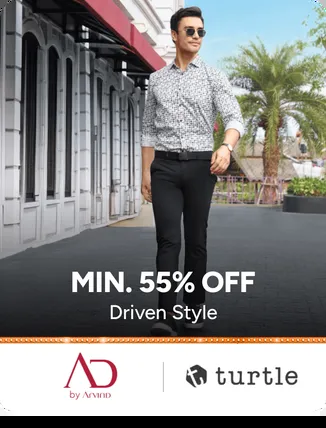 MIN. 55% OFF
Driven Style
AD
by Arvind
turtle